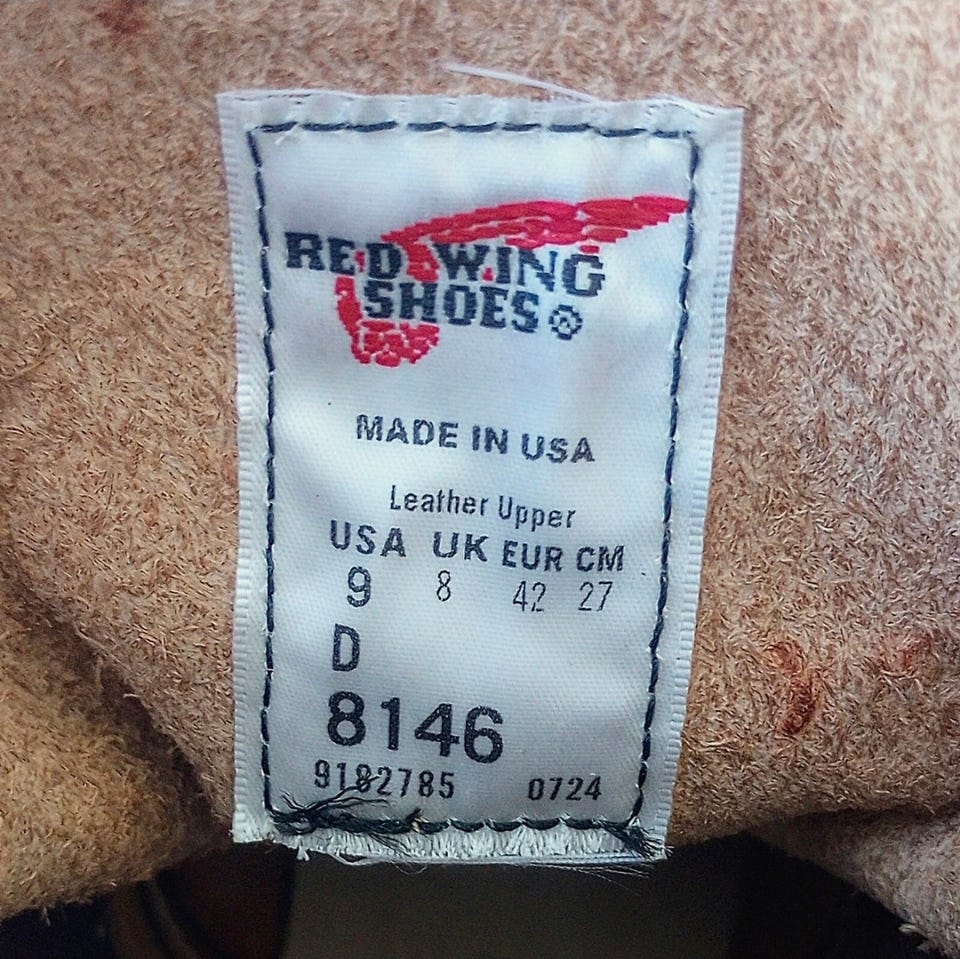 RED WING
SHOES®
MADE IN USA
Leather Upper
USA UK EUR CM
9 8 42 27
D
8146
9182785 0724